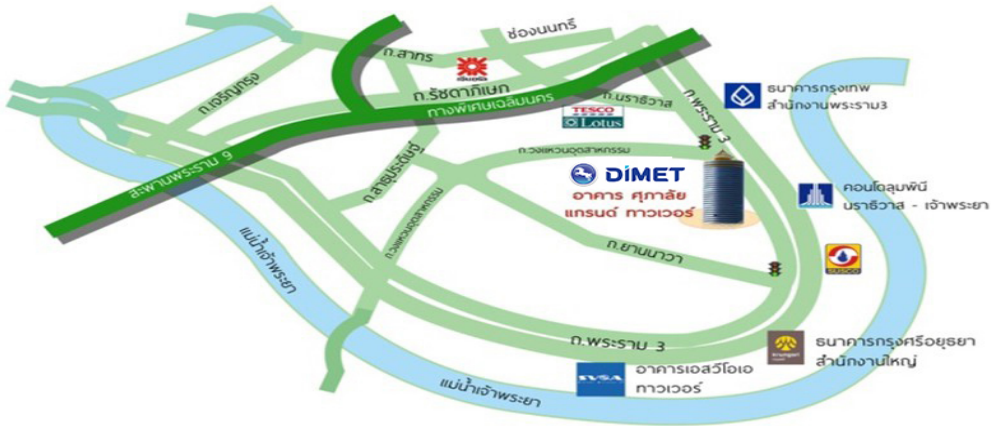 ช่องนนทรี
ถ.สาทร
เซ็นทรัล
ถ.เจริญกรุง
ถ.รัชดาภิเษก
ทางพิเศษเฉลิมนคร
ถ.นราธิวาส
ถ.พระราม 3
ธนาคารกรุงเทพ
สำนักงานพระราม3
TESCO
Lotus
สะพานพระราม 9
ถ.สาธุประดิษฐ์
ถ.วงแหวนอุตสาหกรรม
DIMET
อาคาร ศุภาลัย
แกรนด์ ทาวเวอร์
คอนโดลุมพินี
นราธิวาส - เจ้าพระยา
ถ.วงแหวนอุตสาหกรรม
แม่น้ำเจ้าพระยา
ถ.ยานนาวา
SUSCO
ถ.พระราม 3
krungsri
ธนาคารกรุงศรีอยุธยา
สำนักงานใหญ่
SVOA
อาคารเอสวีโอเอ
ทาวเวอร์
แม่น้ำเจ้าพระยา